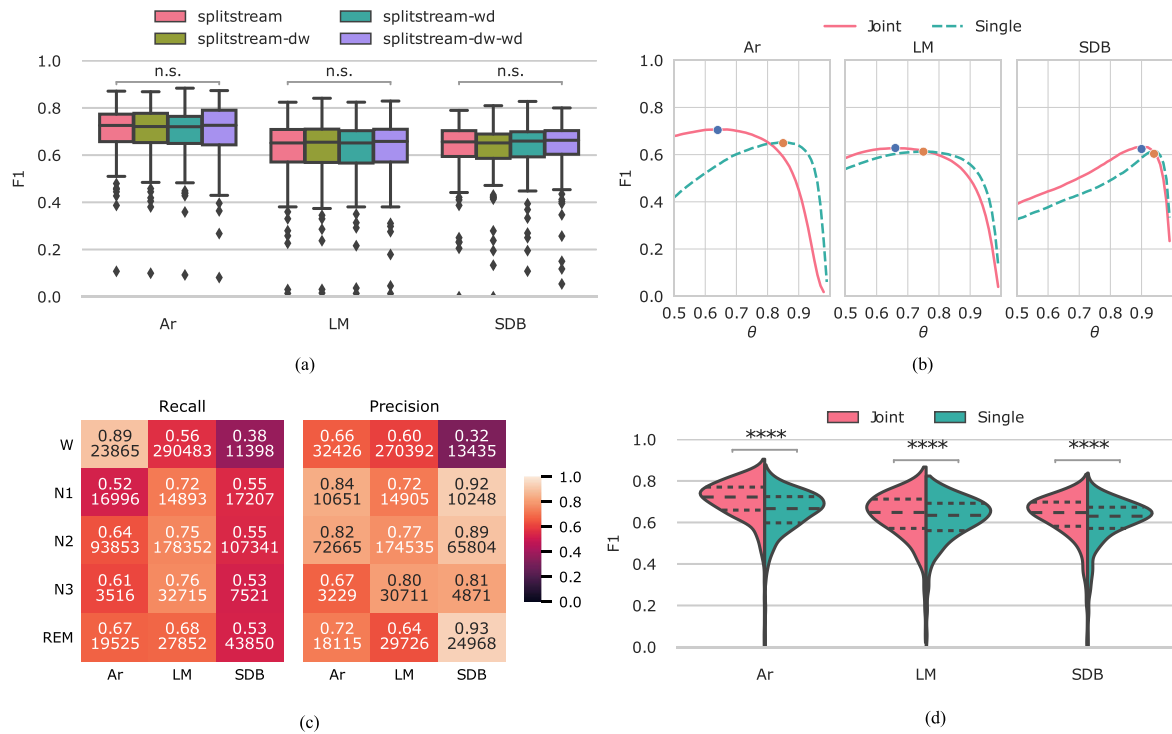 splitstream splitstream-wd
splitstream-dw splitstream-dw-wd
1.0
0.8
0.6
0.4
0.2
0.0
F1
n.s. n.s. n.s.
Ar LM SDB
(a)
Joint Single
Ar LM SDB
1.0
0.8
0.6
0.4
0.2
0.0
F1
0.5 0.6 0.7 0.8 0.9 0.5 0.6 0.7 0.8 0.9 0.5 0.6 0.7 0.8 0.9
θ θ θ
(b)
Recall Precision
W 0.89 0.56 0.38 0.66 0.60 0.32
23865 290483 11398 32426 270392 13435
N1 0.52 0.72 0.55 0.84 0.72 0.92
16996 14893 17207 10651 14905 10248
N2 0.64 0.75 0.55 0.82 0.77 0.89
93853 178352 107341 72665 174535 65804
N3 0.61 0.76 0.53 0.67 0.80 0.81
3516 32715 7521 3229 30711 4871
REM 0.67 0.68 0.53 0.72 0.64 0.93
19525 27852 43850 18115 29726 24968
Ar LM SDB Ar LM SDB
1.0
0.8
0.6
0.4
0.2
0.0
(c)
Joint Single
1.0
0.8
0.6
0.4
0.2
0.0
F1
**** **** ****
Ar LM SDB
(d)